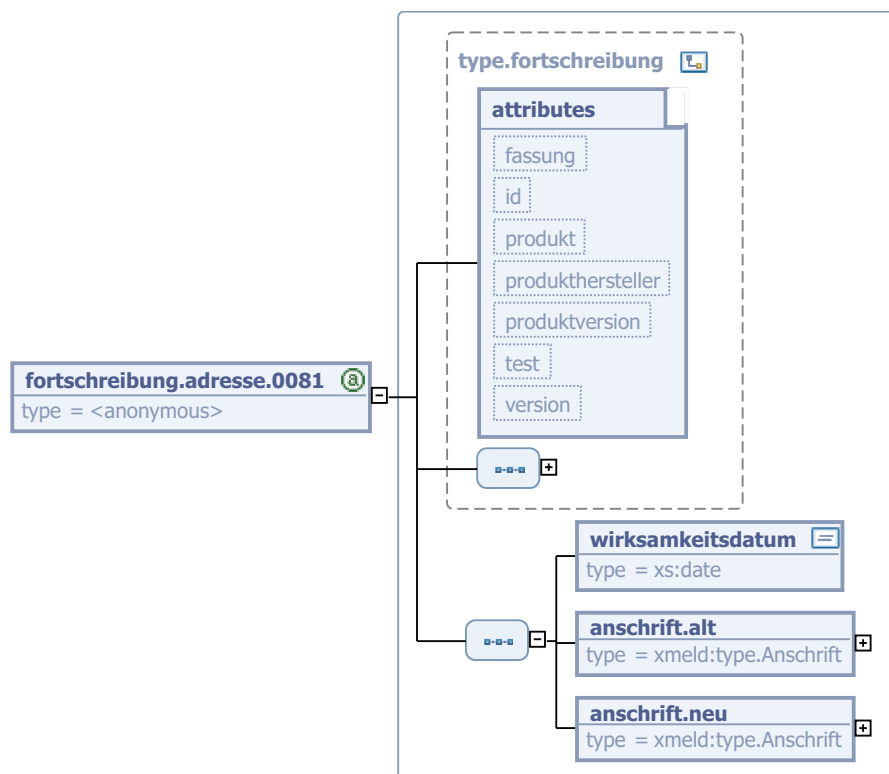 type.fortschreibung
attributes
fassung
id
produkt
produkthersteller
produktversion
test
version
fortschreibung.adresse.0081 a
type = <anonymous>
wirksamkeitsdatum
type = xs:date
anschrift.alt
type = xmeld:type.Anschrift
anschrift.neu
type = xmeld:type.Anschrift